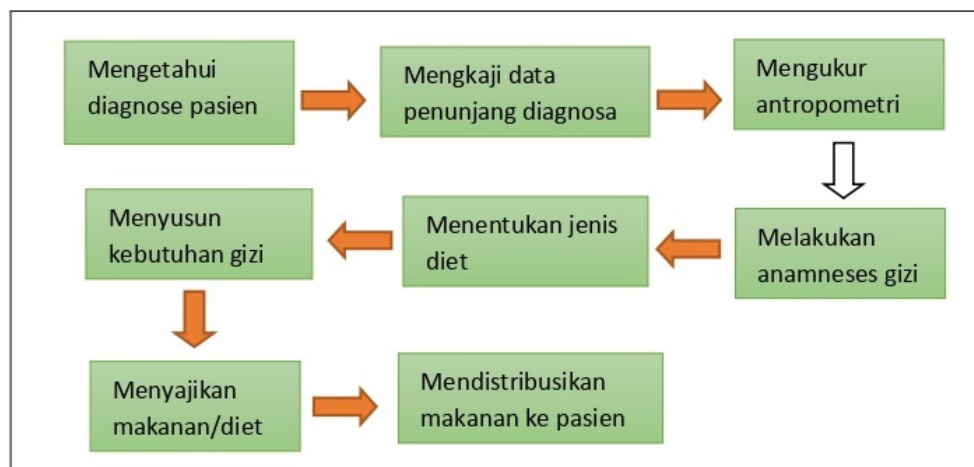 Mengetahui
diagnose pasien
Mengkaji data
penunjang diagnosa
Mengukur
antropometri
Melakukan
anamneses gizi
Menentukan jenis
diet
Menyusun
kebutuhan gizi
Menyajikan
makanan/diet
Mendistribusikan
makanan ke pasien